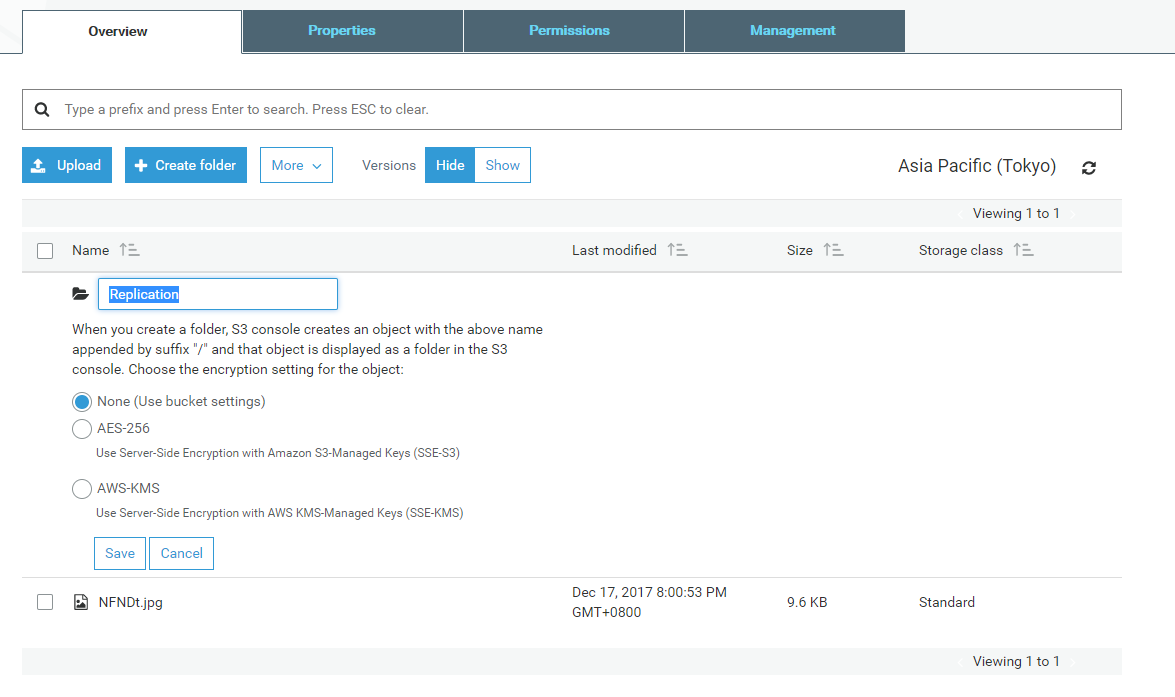 Overview Properties Permissions Management
Type a prefix and press Enter to search. Press ESC to clear.
Upload Create folder More Versions Hide Show Asia Pacific (Tokyo)
Viewing 1 to 1
Name Last modified Size Storage class
Replication
When you create a folder, S3 console creates an object with the above name
appended by suffix "/" and that object is displayed as a folder in the S3
console. Choose the encryption setting for the object:
None (Use bucket settings)
AES-256
Use Server-Side Encryption with Amazon S3-Managed Keys (SSE-S3)
AWS-KMS
Use Server-Side Encryption with AWS KMS-Managed Keys (SSE-KMS)
Save Cancel
NFNDt.jpg Dec 17, 2017 8:00:53 PM 9.6 KB Standard
GMT+0800
Viewing 1 to 1